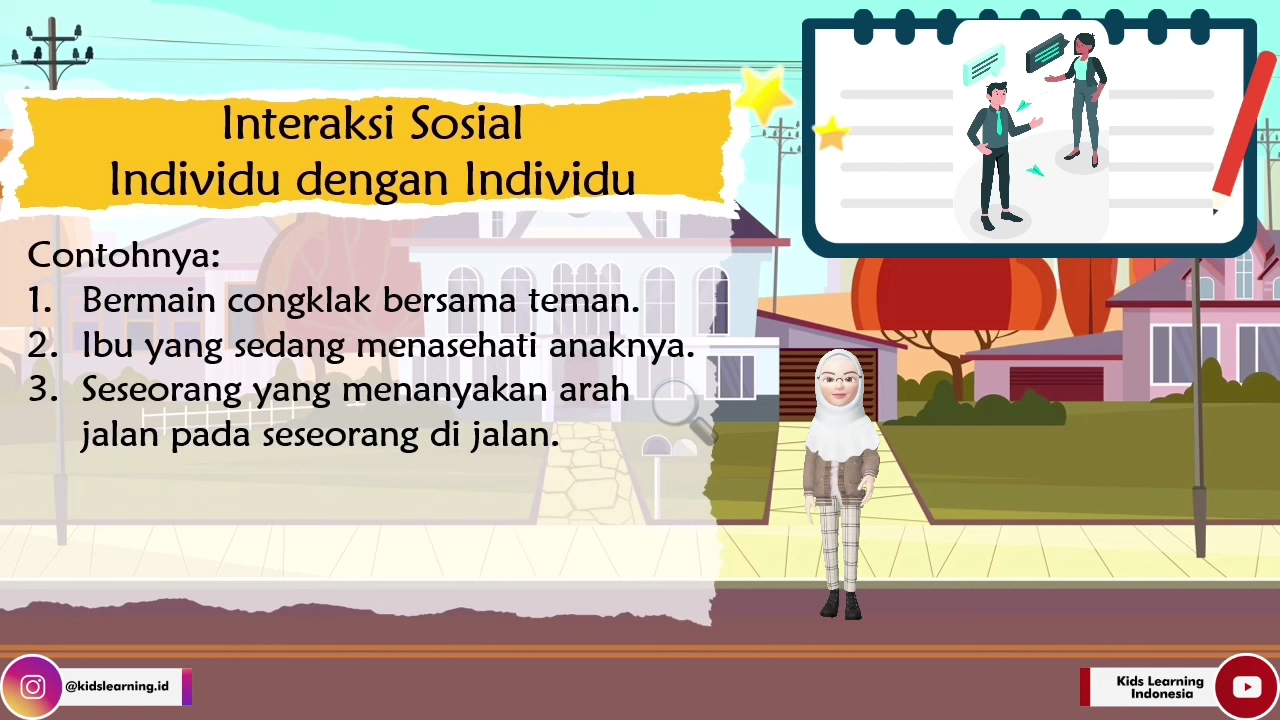 Interaksi Sosial
Individu dengan Individu
Contohnya:
1. Bermain congklak bersama teman.
2. Ibu yang sedang menasehati anaknya.
3. Seseorang yang menanyakan arah
jalan pada seseorang di jalan.
@kidslearning.id
Kids Learning
Indonesia